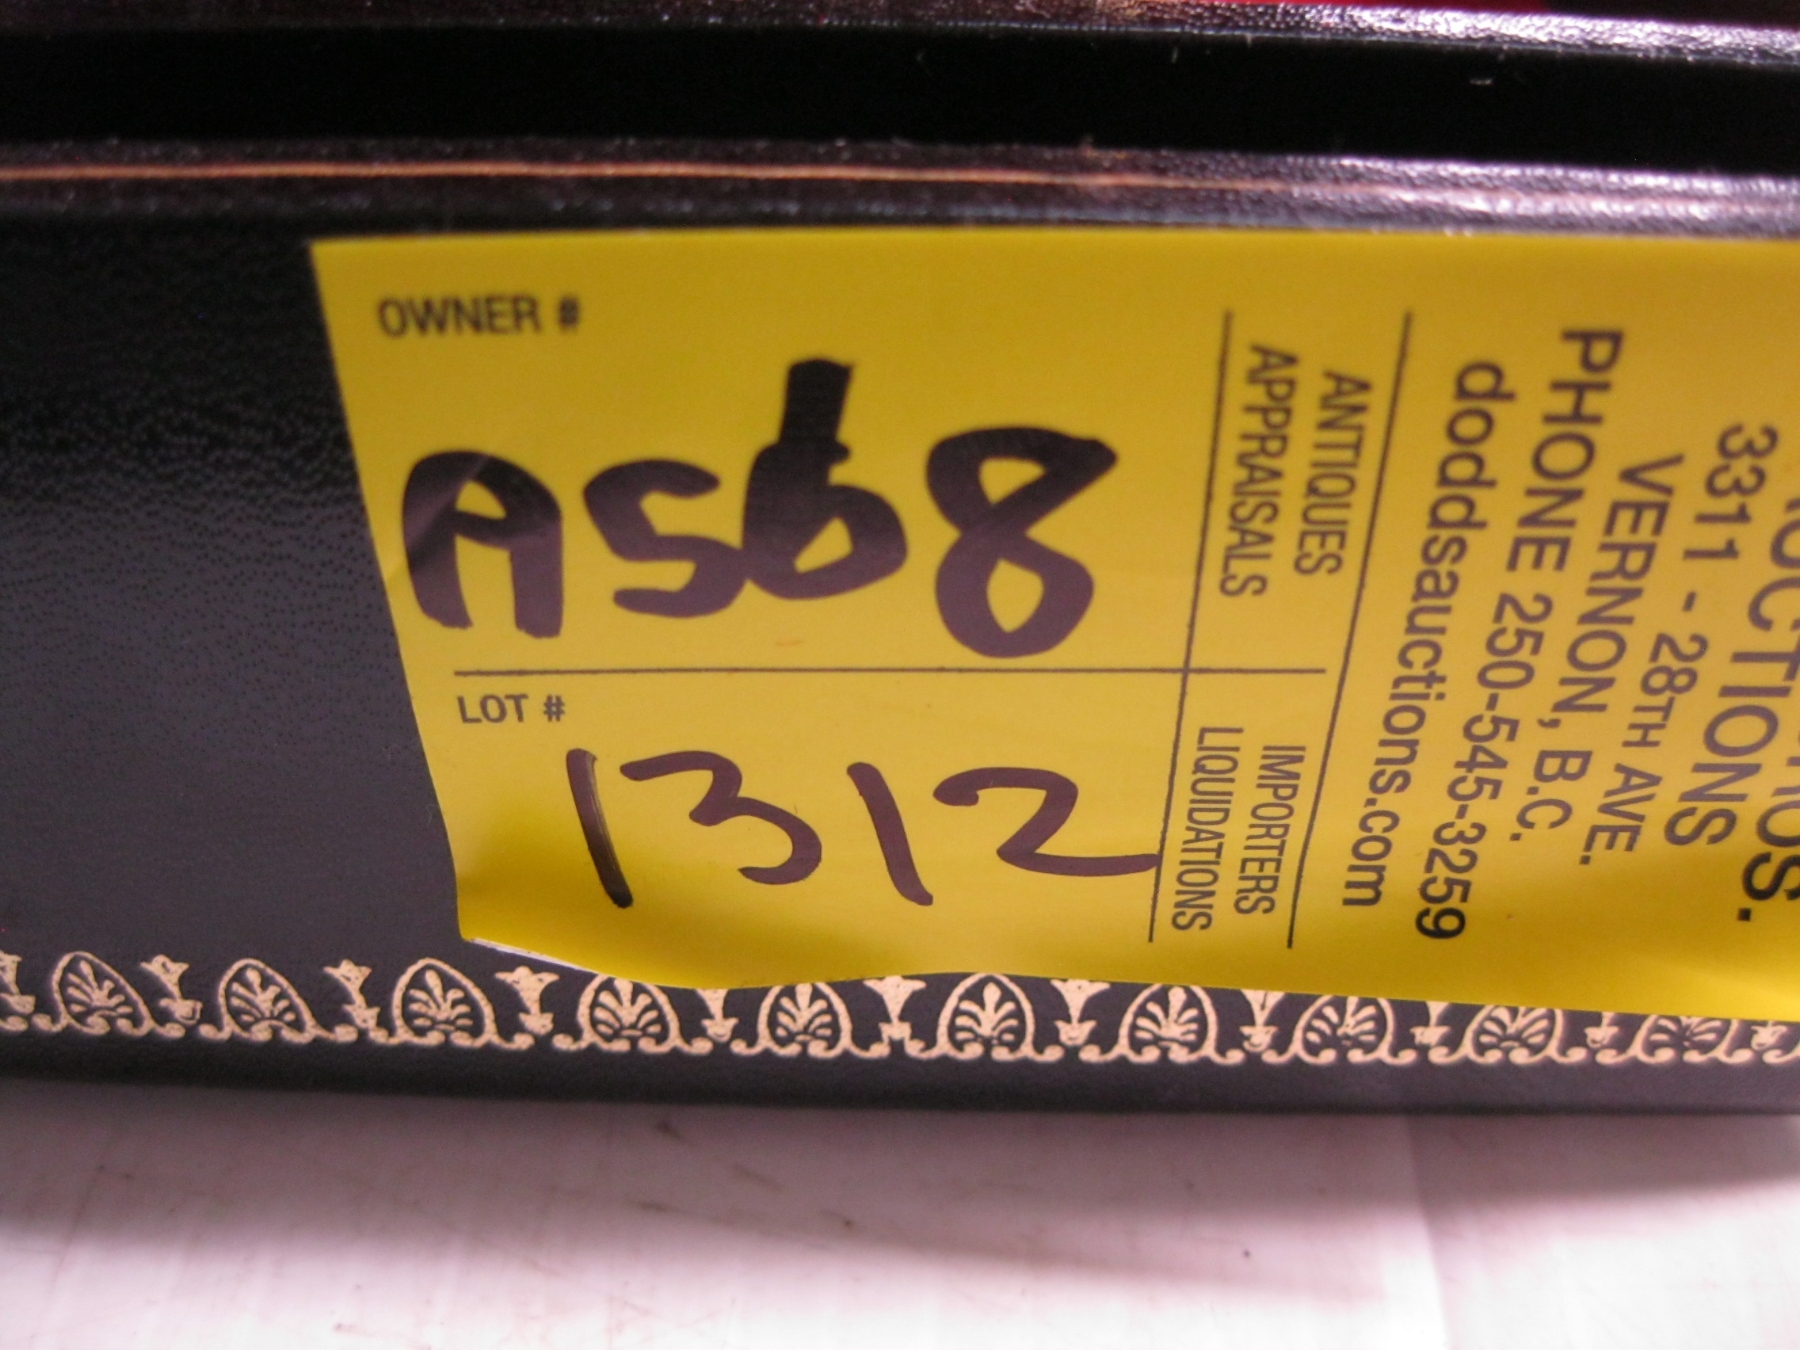 OWNER #
A568
LOT #
1312
ANTIQUES
APPRAISALS
IMPORTERS
LIQUIDATIONS
3311 - 28TH AVE.
VERNON, B.C.
PHONE 250-545-3259
doddsauctions.com